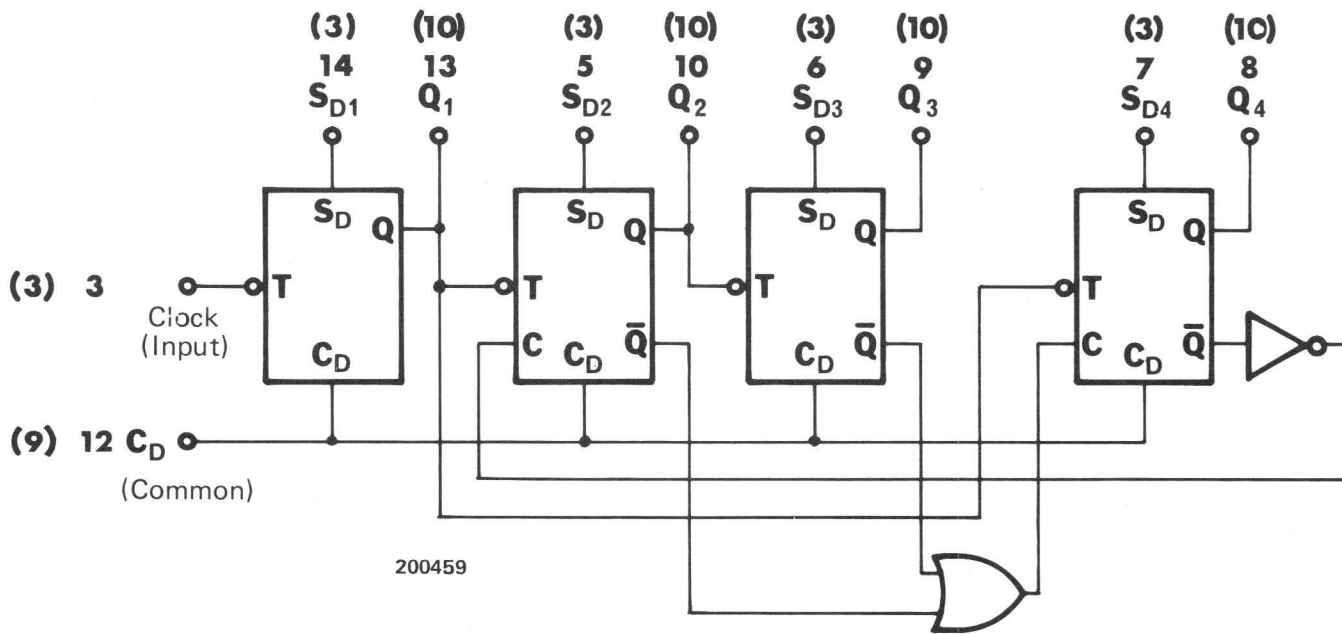 (3) (10) (3) (10) (3) (10) (3) (10)
14 13 5 10 6 9 7 8
SD1 Q1 SD2 Q2 SD3 Q3 SD4 Q4
SD SD SD SD
Q Q Q Q
(3) 3 T T T T
Clock
(Input)
C Q̅ Q̅ C Q̅
CD CD CD CD
(9) 12 CD
(Common)
200459